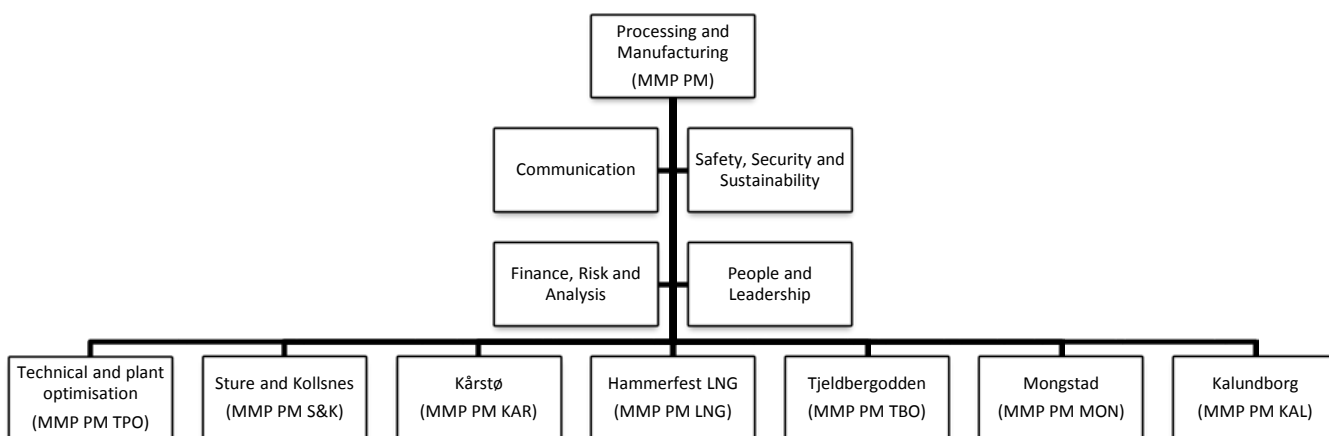 Processing and
Manufacturing
(MMP PM)
Communication
Safety, Security and
Sustainability
Finance, Risk and
Analysis
People and
Leadership
Technical and plant
optimisation
(MMP PM TPO)
Sture and Kollsnes
(MMP PM S&K)
Kårstø
(MMP PM KAR)
Hammerfest LNG
(MMP PM LNG)
Tjeldbergodden
(MMP PM TBO)
Mongstad
(MMP PM MON)
Kalundborg
(MMP PM KAL)